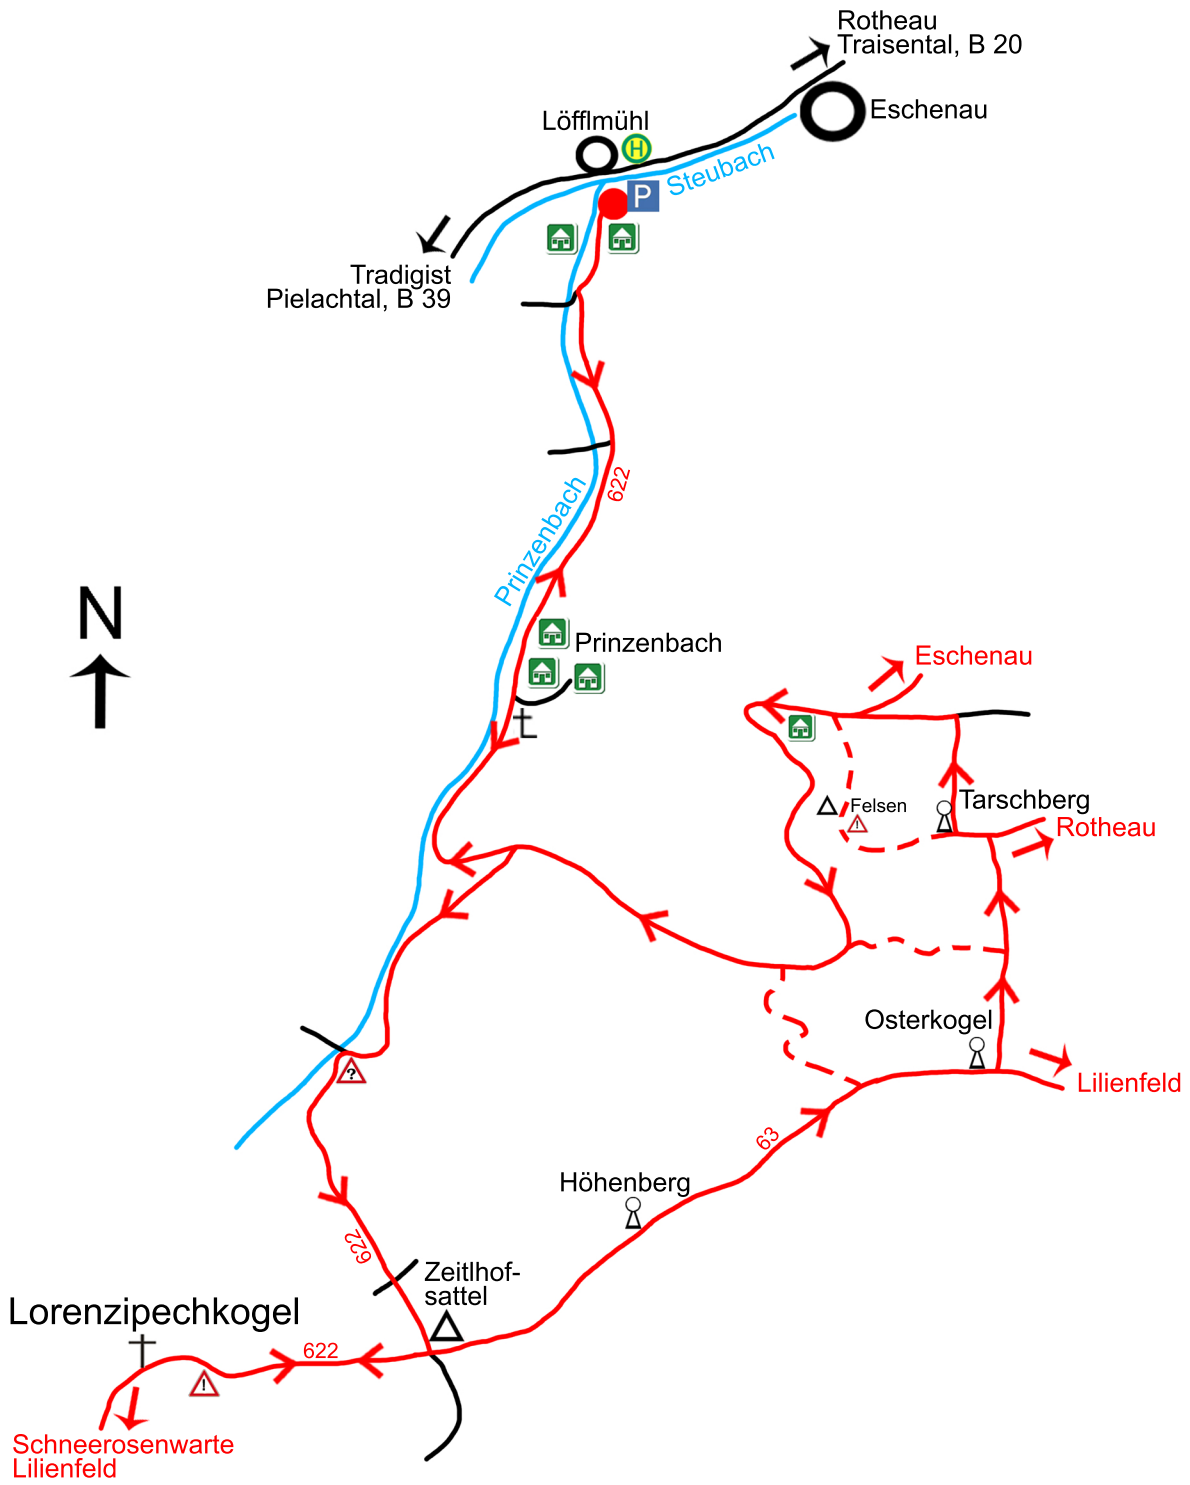 Rotheau
Traisental, B 20
Eschenau
Löfflmühl
H
P
Steubach
Tradigist
Pielachtal, B 39
622
Prinzenbach
N
Prinzenbach
Eschenau
Tarschberg
Felsen
!
Rotheau
Osterkogel
?
Lilienfeld
63
Höhenberg
622
Zeitlhof-
sattel
Lorenzipechkogel
622
!
Schneerosenwarte
Lilienfeld